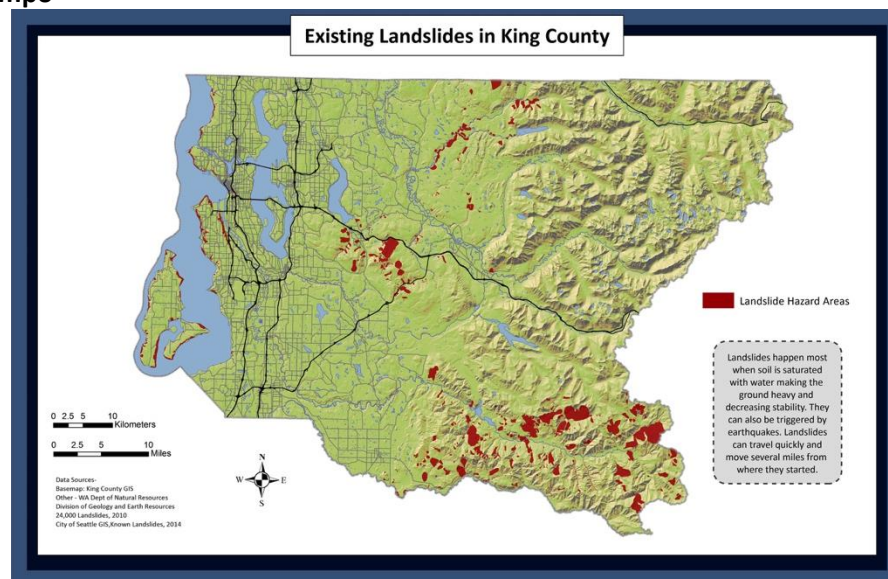 Existing Landslides in King County
Landslide Hazard Areas
Landslides happen most
when soil is saturated
with water making the
ground heavy and
decreasing stability. They
can also be triggered by
earthquakes. Landslides
can travel quickly and
move several miles from
where they started.
0 2.5 5 10
Kilometers
0 2.5 5 10
Miles
N
W E
S
Data Sources-
Basemap: King County GIS
Other - WA Dept of Natural Resources
Division of Geology and Earth Resources
24,000 Landslides, 2010
City of Seattle GIS,Known Landslides, 2014